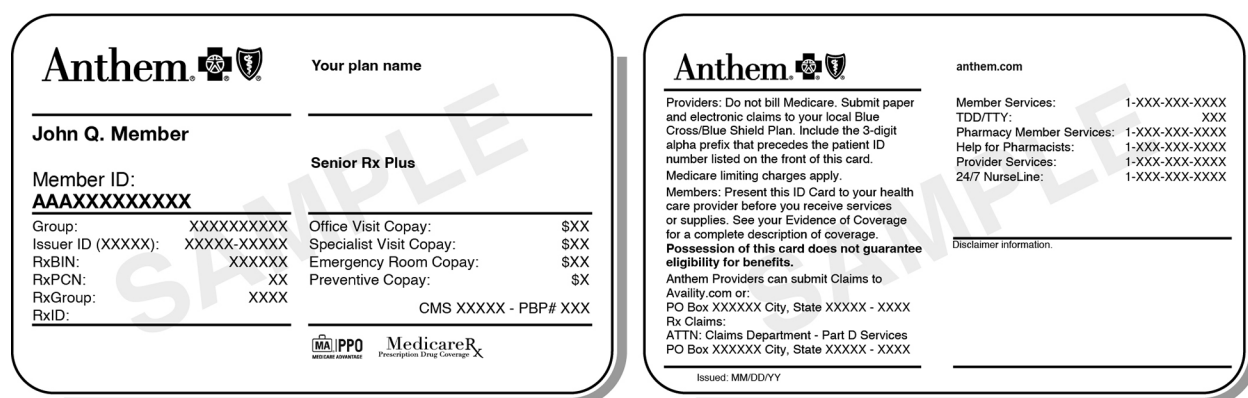 Anthem
Your plan name
John Q. Member
Senior Rx Plus
Member ID:
AAAXXXXXXXXXX
Group: XXXXXXXXXX
Issuer ID (XXXXX): XXXXX-XXXXX
RxBIN: XXXXXX
RxPCN: XX
RxGroup: XXXX
RxID:
Office Visit Copay: $XX
Specialist Visit Copay: $XX
Emergency Room Copay: $XX
Preventive Copay: $X
CMS XXXXX - PBP# XXX
MA PPO
MEDICARE ADVANTAGE
MedicareRx
Prescription Drug Coverage
SAMPLE
Anthem
Providers: Do not bill Medicare. Submit paper
and electronic claims to your local Blue
Cross/Blue Shield Plan. Include the 3-digit
alpha prefix that precedes the patient ID
number listed on the front of this card.
Medicare limiting charges apply.
Members: Present this ID Card to your health
care provider before you receive services
or supplies. See your Evidence of Coverage
for a complete description of coverage.
Possession of this card does not guarantee
eligibility for benefits.
Anthem Providers can submit Claims to
Availity.com or:
PO Box XXXXXX City, State XXXXX - XXXX
Rx Claims:
ATTN: Claims Department - Part D Services
PO Box XXXXXX City, State XXXXX - XXXX
Issued: MM/DD/YY
anthem.com
Member Services: 1-XXX-XXX-XXXX
TDD/TTY: XXX
Pharmacy Member Services: 1-XXX-XXX-XXXX
Help for Pharmacists: 1-XXX-XXX-XXXX
Provider Services: 1-XXX-XXX-XXXX
24/7 NurseLine: 1-XXX-XXX-XXXX
Disclaimer information.
SAMPLE